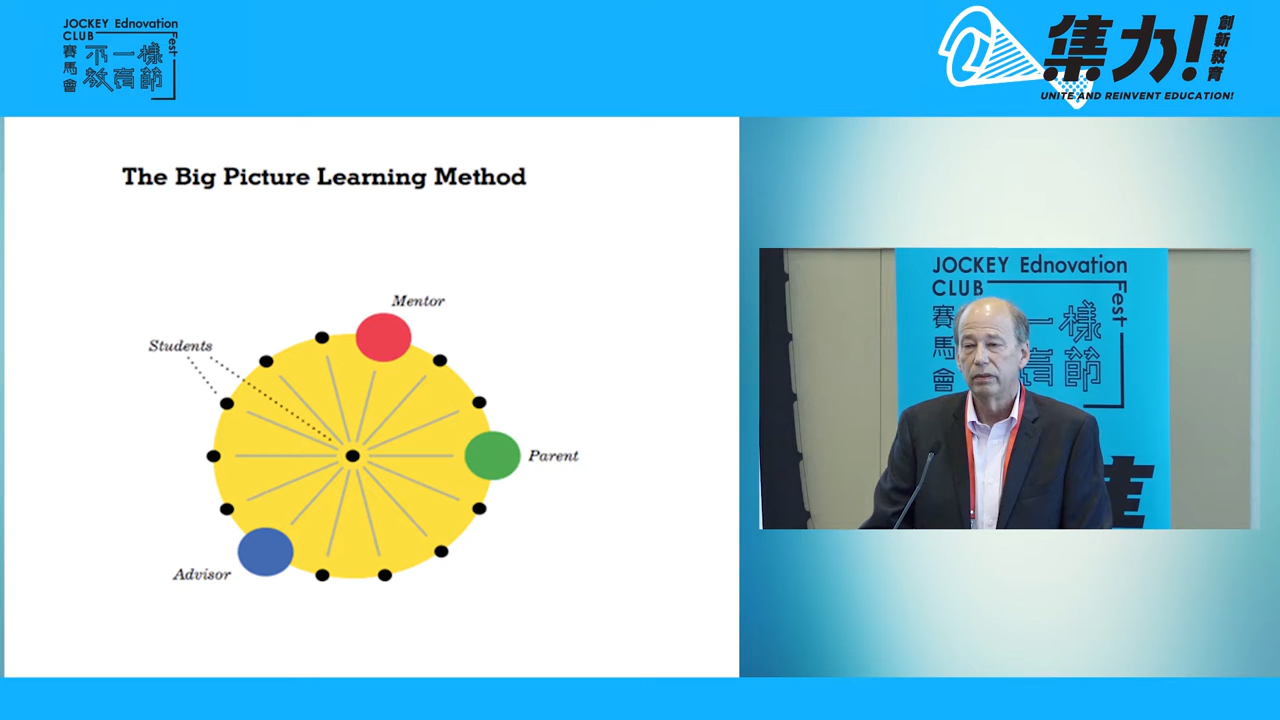 JOCKEY Ednovation
CLUB
Fest
賽馬會
不一樣
教育節
集力!
創新教育
UNITE AND REINVENT EDUCATION!
The Big Picture Learning Method
Mentor
Students
Parent
Advisor
JOCKEY Ednovation
CLUB
Fest
賽馬會
一樣
育節